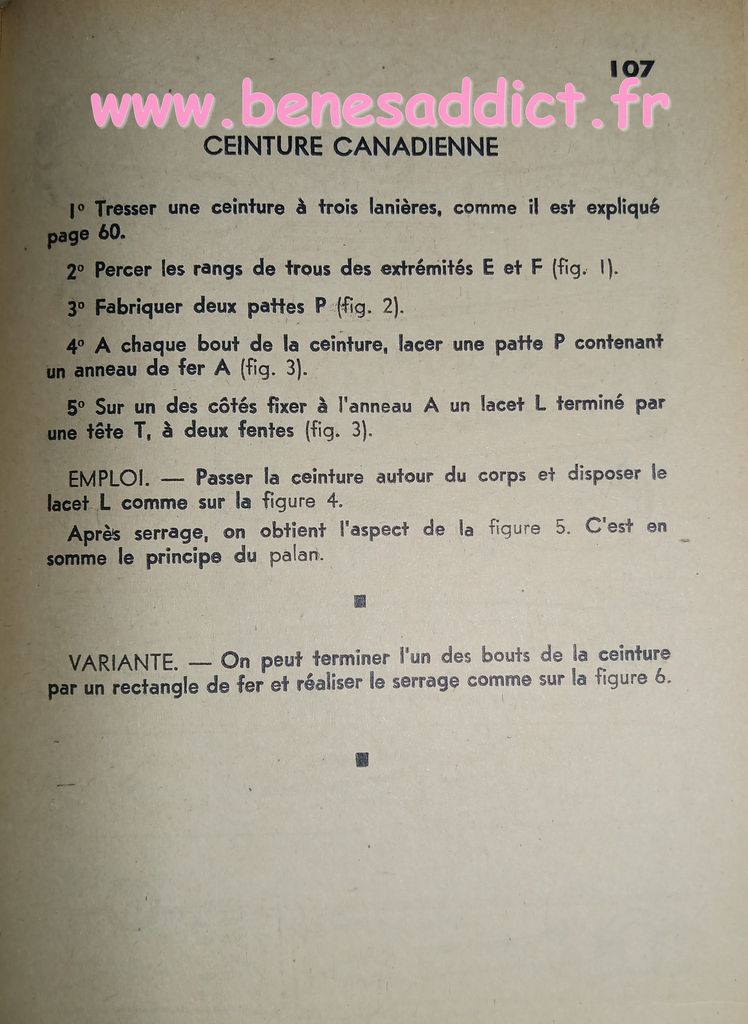 107
www.benesaddict.fr
CEINTURE CANADIENNE
1º Tresser une ceinture à trois lanières, comme il est expliqué
page 60.
2º Percer les rangs de trous des extrémités E et F (fig. 1).
3º Fabriquer deux pattes P (fig. 2).
4º A chaque bout de la ceinture, lacer une patte P contenant
un anneau de fer A (fig. 3).
5º Sur un des côtés fixer à l'anneau A un lacet L terminé par
une tête T, à deux fentes (fig. 3).
EMPLOI. — Passer la ceinture autour du corps et disposer le
lacet L comme sur la figure 4.
Après serrage, on obtient l'aspect de la figure 5. C'est en
somme le principe du palan.
VARIANTE. — On peut terminer l'un des bouts de la ceinture
par un rectangle de fer et réaliser le serrage comme sur la figure 6.